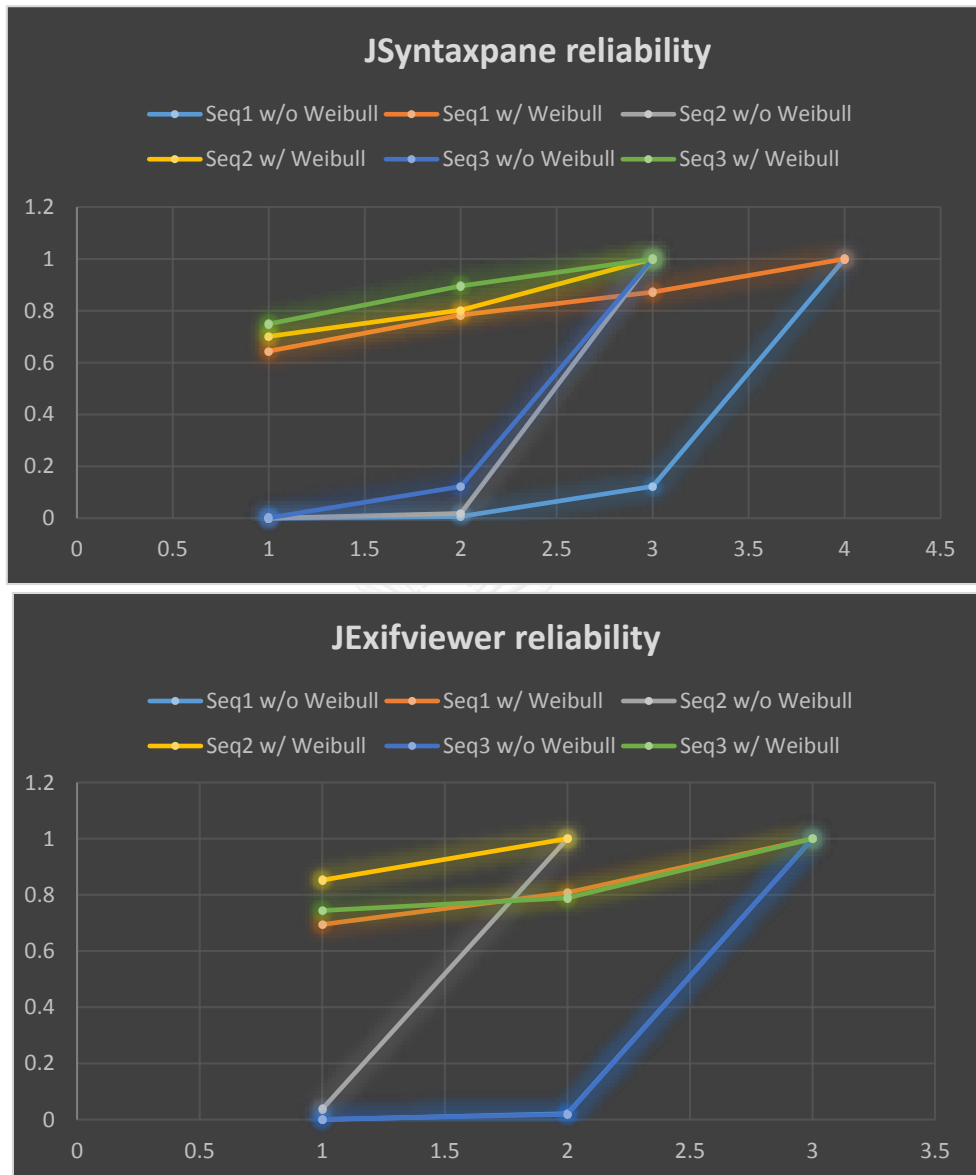 JSyntaxpane reliability
Seq1 w/o Weibull Seq1 w/ Weibull Seq2 w/o Weibull
Seq2 w/ Weibull Seq3 w/o Weibull Seq3 w/ Weibull
1.2
1
0.8
0.6
0.4
0.2
0
0 0.5 1 1.5 2 2.5 3 3.5 4 4.5
JExifviewer reliability
Seq1 w/o Weibull Seq1 w/ Weibull Seq2 w/o Weibull
Seq2 w/ Weibull Seq3 w/o Weibull Seq3 w/ Weibull
1.2
1
0.8
0.6
0.4
0.2
0
0 0.5 1 1.5 2 2.5 3 3.5